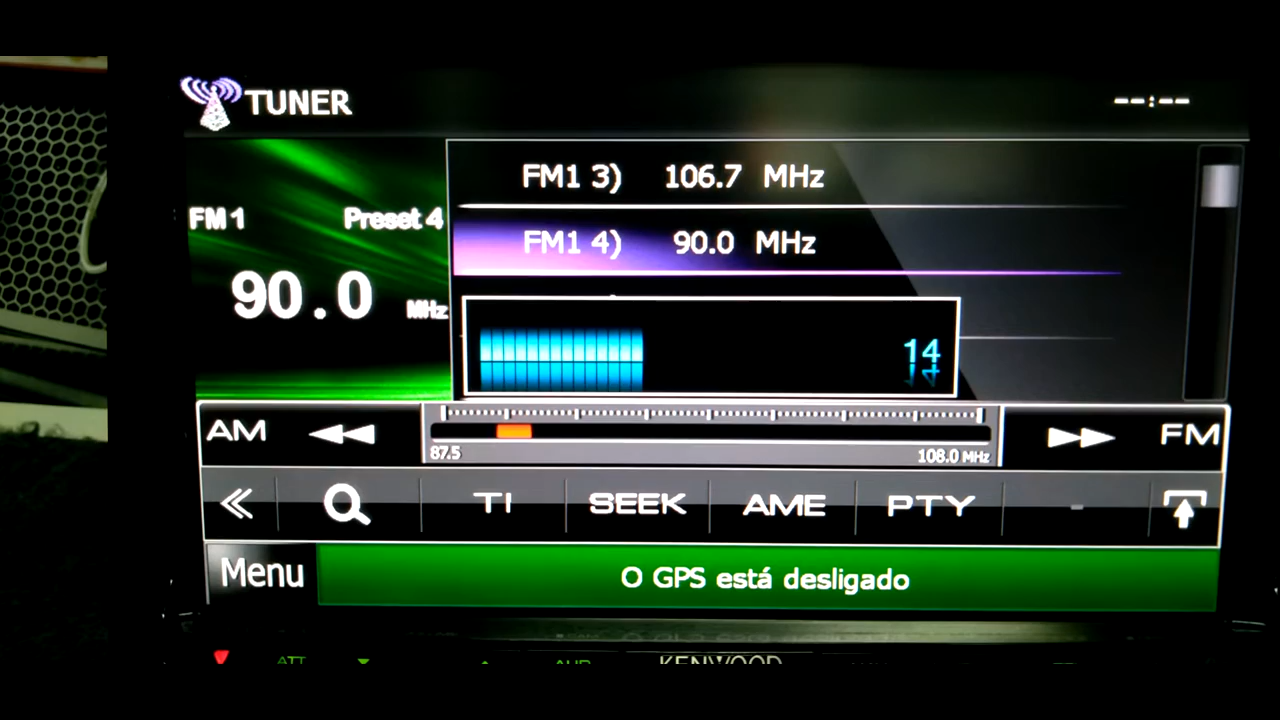 TUNER
--:--
FM1 3) 106.7 MHz
FM1 Preset 4
FM1 4) 90.0 MHz
90.0 MHz
14
AM
87.5
108.0 MHz
FM
TI SEEK AME PTY -
Menu
O GPS está desligado
ATT
KENWOOD